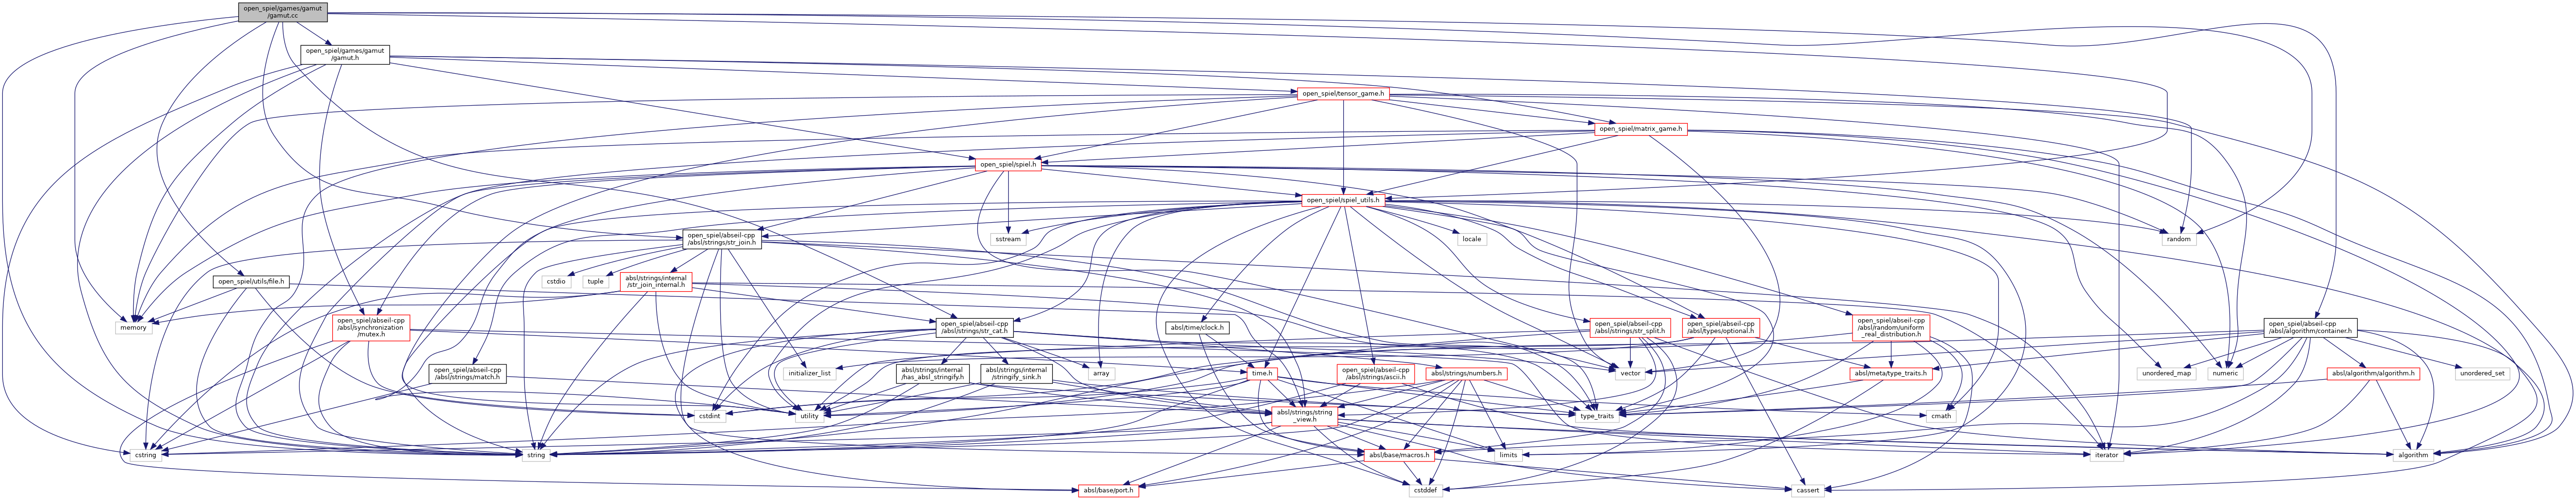 open_spiel/games/gamut
/gamut.cc
open_spiel/games/gamut
/gamut.h
open_spiel/tensor_game.h
open_spiel/matrix_game.h
open_spiel/spiel.h
open_spiel/spiel_utils.h
open_spiel/abseil-cpp
/absl/strings/str_join.h
sstream
locale
random
open_spiel/utils/file.h
cstdio
tuple
absl/strings/internal
/str_join_internal.h
memory
open_spiel/abseil-cpp
/absl/synchronization
/mutex.h
open_spiel/abseil-cpp
/absl/strings/str_cat.h
absl/time/clock.h
open_spiel/abseil-cpp
/absl/strings/str_split.h
open_spiel/abseil-cpp
/absl/types/optional.h
open_spiel/abseil-cpp
/absl/random/uniform
_real_distribution.h
open_spiel/abseil-cpp
/absl/algorithm/container.h
open_spiel/abseil-cpp
/absl/strings/match.h
initializer_list
absl/strings/internal
/has_absl_stringify.h
absl/strings/internal
/stringify_sink.h
array
time.h
open_spiel/abseil-cpp
/absl/strings/ascii.h
absl/strings/numbers.h
vector
absl/meta/type_traits.h
unordered_map
numeric
absl/algorithm/algorithm.h
unordered_set
cstdint
utility
absl/strings/string
_view.h
type_traits
cmath
cstring
string
absl/base/macros.h
limits
iterator
algorithm
absl/base/port.h
cstddef
cassert